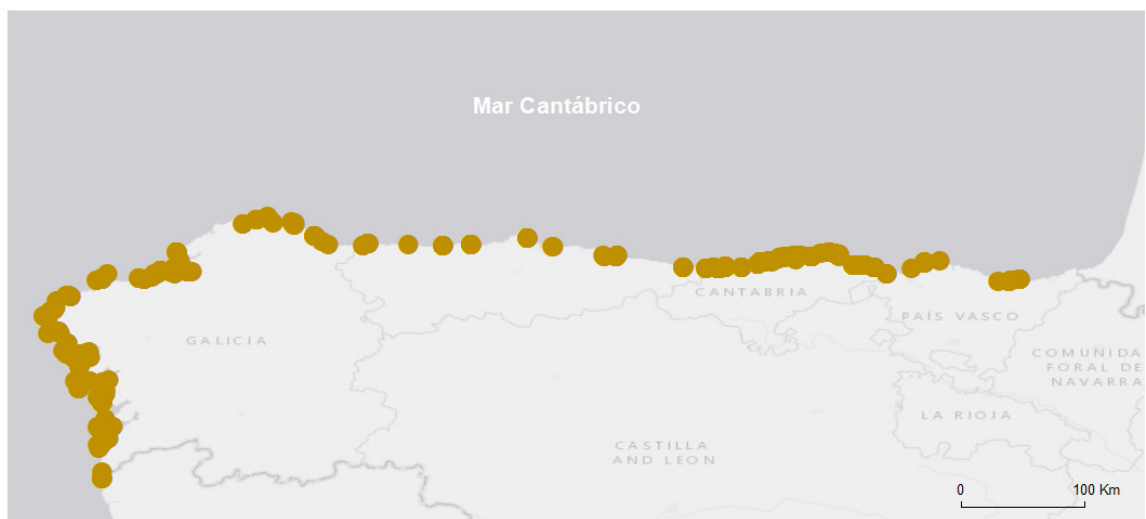 Mar Cantábrico
CANTABRIA
PAÍS VASCO
GALICIA
COMUNIDA
FORAL DE
NAVARRA
LA RIOJA
CASTILLA
AND LEON
0 100 Km